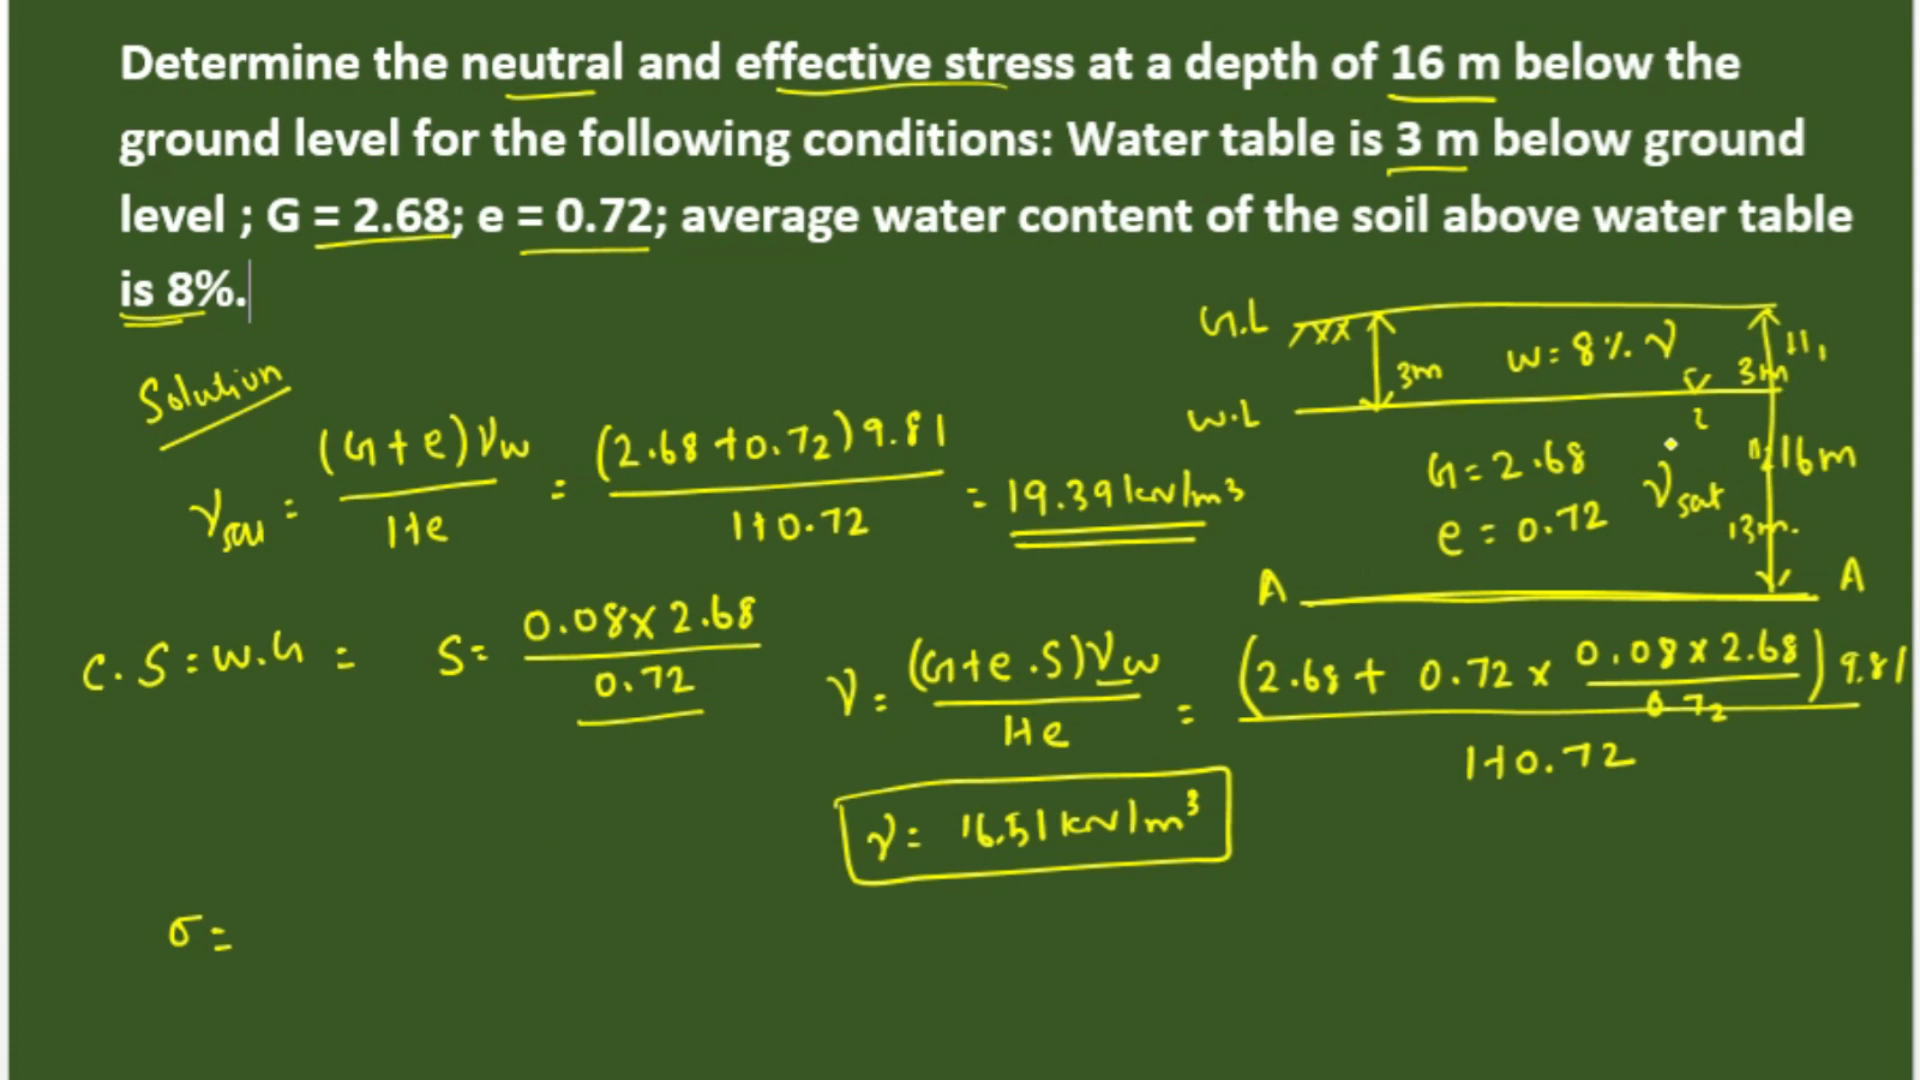 Determine the neutral and effective stress at a depth of 16 m below the
ground level for the following conditions: Water table is 3 m below ground
level ; G = 2.68; e = 0.72; average water content of the soil above water table
is 8%.
G.L 3m w = 8 %. γ 3m H1
Solution
W.L
γsat = (G+e)γw / 1+e = (2.68+0.72)9.81 / 1+0.72 = 19.39 kN/m³
G = 2.68 γsat 16m
e = 0.72 13m.
A A
e.S = w.G = S = 0.08×2.68 / 0.72
γ = (G+e.S)γw / 1+e = (2.68 + 0.72 × 0.08×2.68 / 0.72) 9.81 / 1+0.72
γ = 16.51 kN/m³
σ =